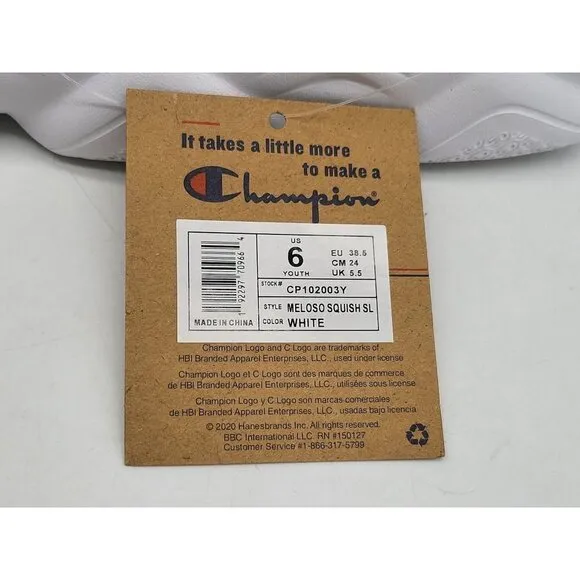 It takes a little more
to make a
Champion®
1 92297 70966 4
MADE IN CHINA
US
6
YOUTH
EU 38.5
CM 24
UK 5.5
STOCK# CP102003Y
STYLE MELOSO SQUISH SL
COLOR WHITE
Champion Logo and C Logo are trademarks of
HBI Branded Apparel Enterprises, LLC., used under license
Champion Logo et C Logo sont des marques de commerce
de HBI Branded Apparel Enterprises, LLC., utilisées sous license
Champion Logo y C Logo son marcas comerciales
de HBI Branded Apparel Enterprises, LLC., usadas bajo licencia
© 2020 Hanesbrands Inc. All rights reserved.
BBC International LLC. RN #150127
Customer Service #1-866-317-5799